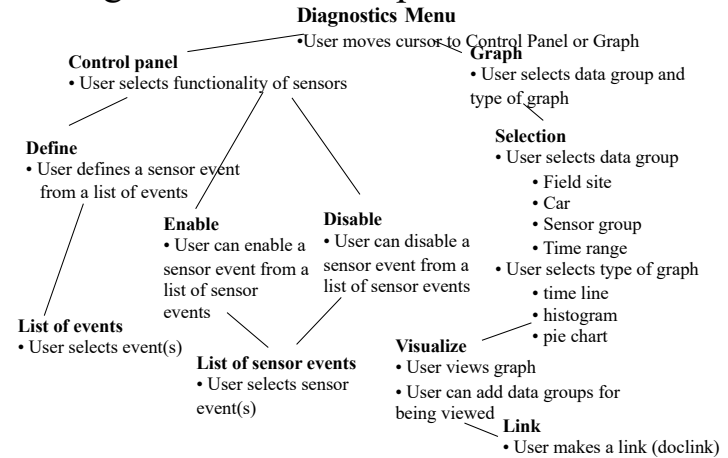 Diagnostics Menu
•User moves cursor to Control Panel or Graph
Control panel
• User selects functionality of sensors
Graph
• User selects data group and
type of graph
Define
• User defines a sensor event
from a list of events
Enable
• User can enable a
sensor event from a
list of sensor
events
Disable
• User can disable a
sensor event from a
list of sensor events
Selection
• User selects data group
• Field site
• Car
• Sensor group
• Time range
• User selects type of graph
• time line
• histogram
• pie chart
List of events
• User selects event(s)
List of sensor events
• User selects sensor
event(s)
Visualize
• User views graph
• User can add data groups for
being viewed
Link
• User makes a link (doclink)